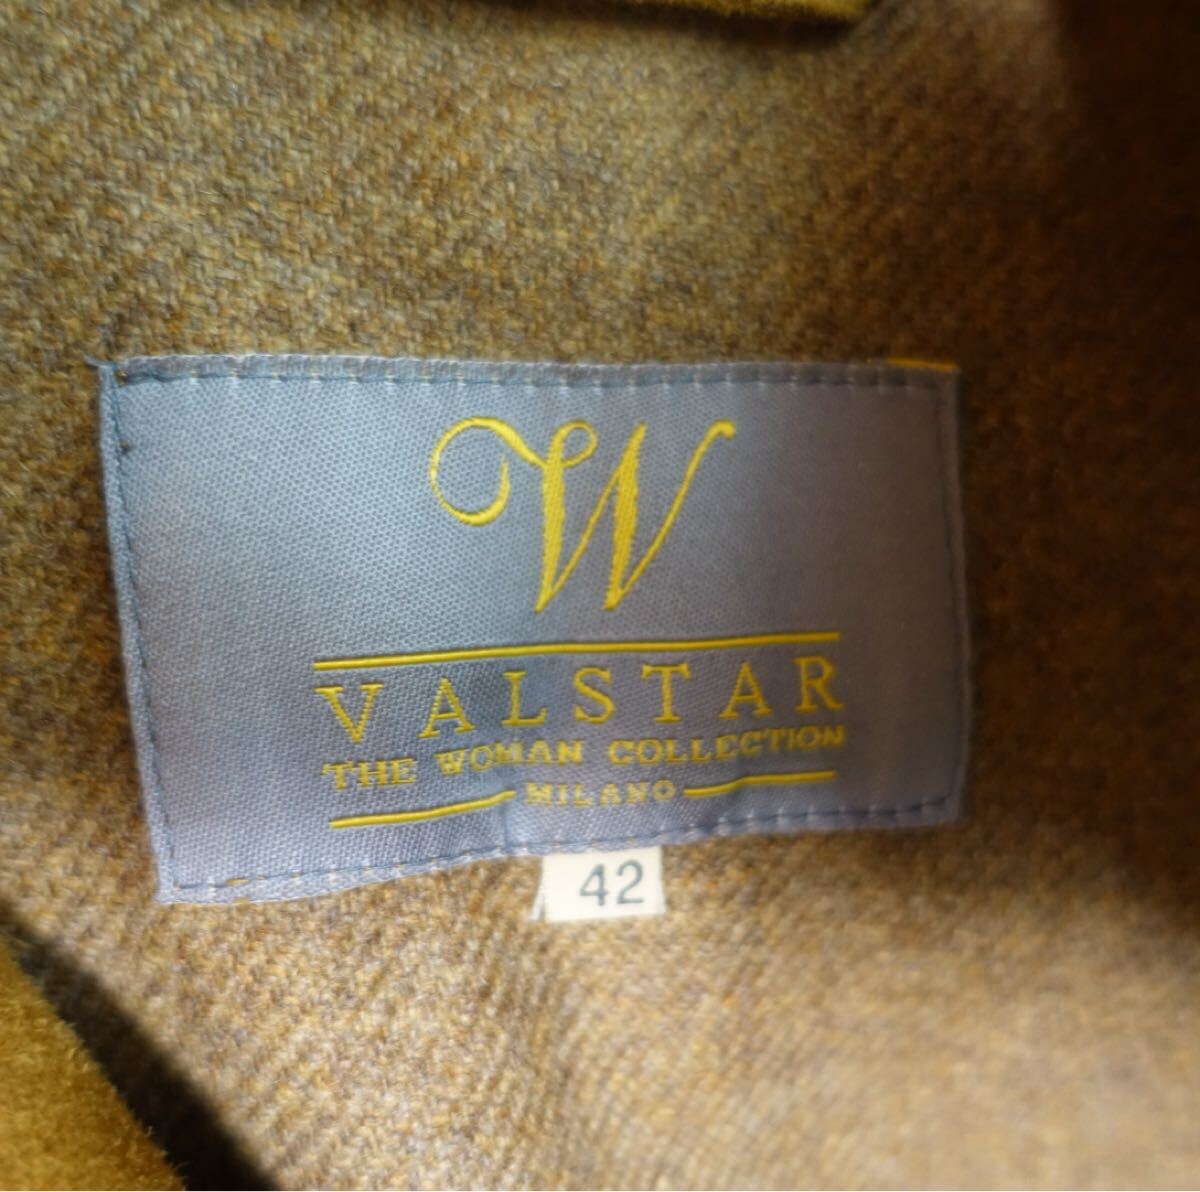 W
VALSTAR
THE WOMAN COLLECTION
MILANO
42